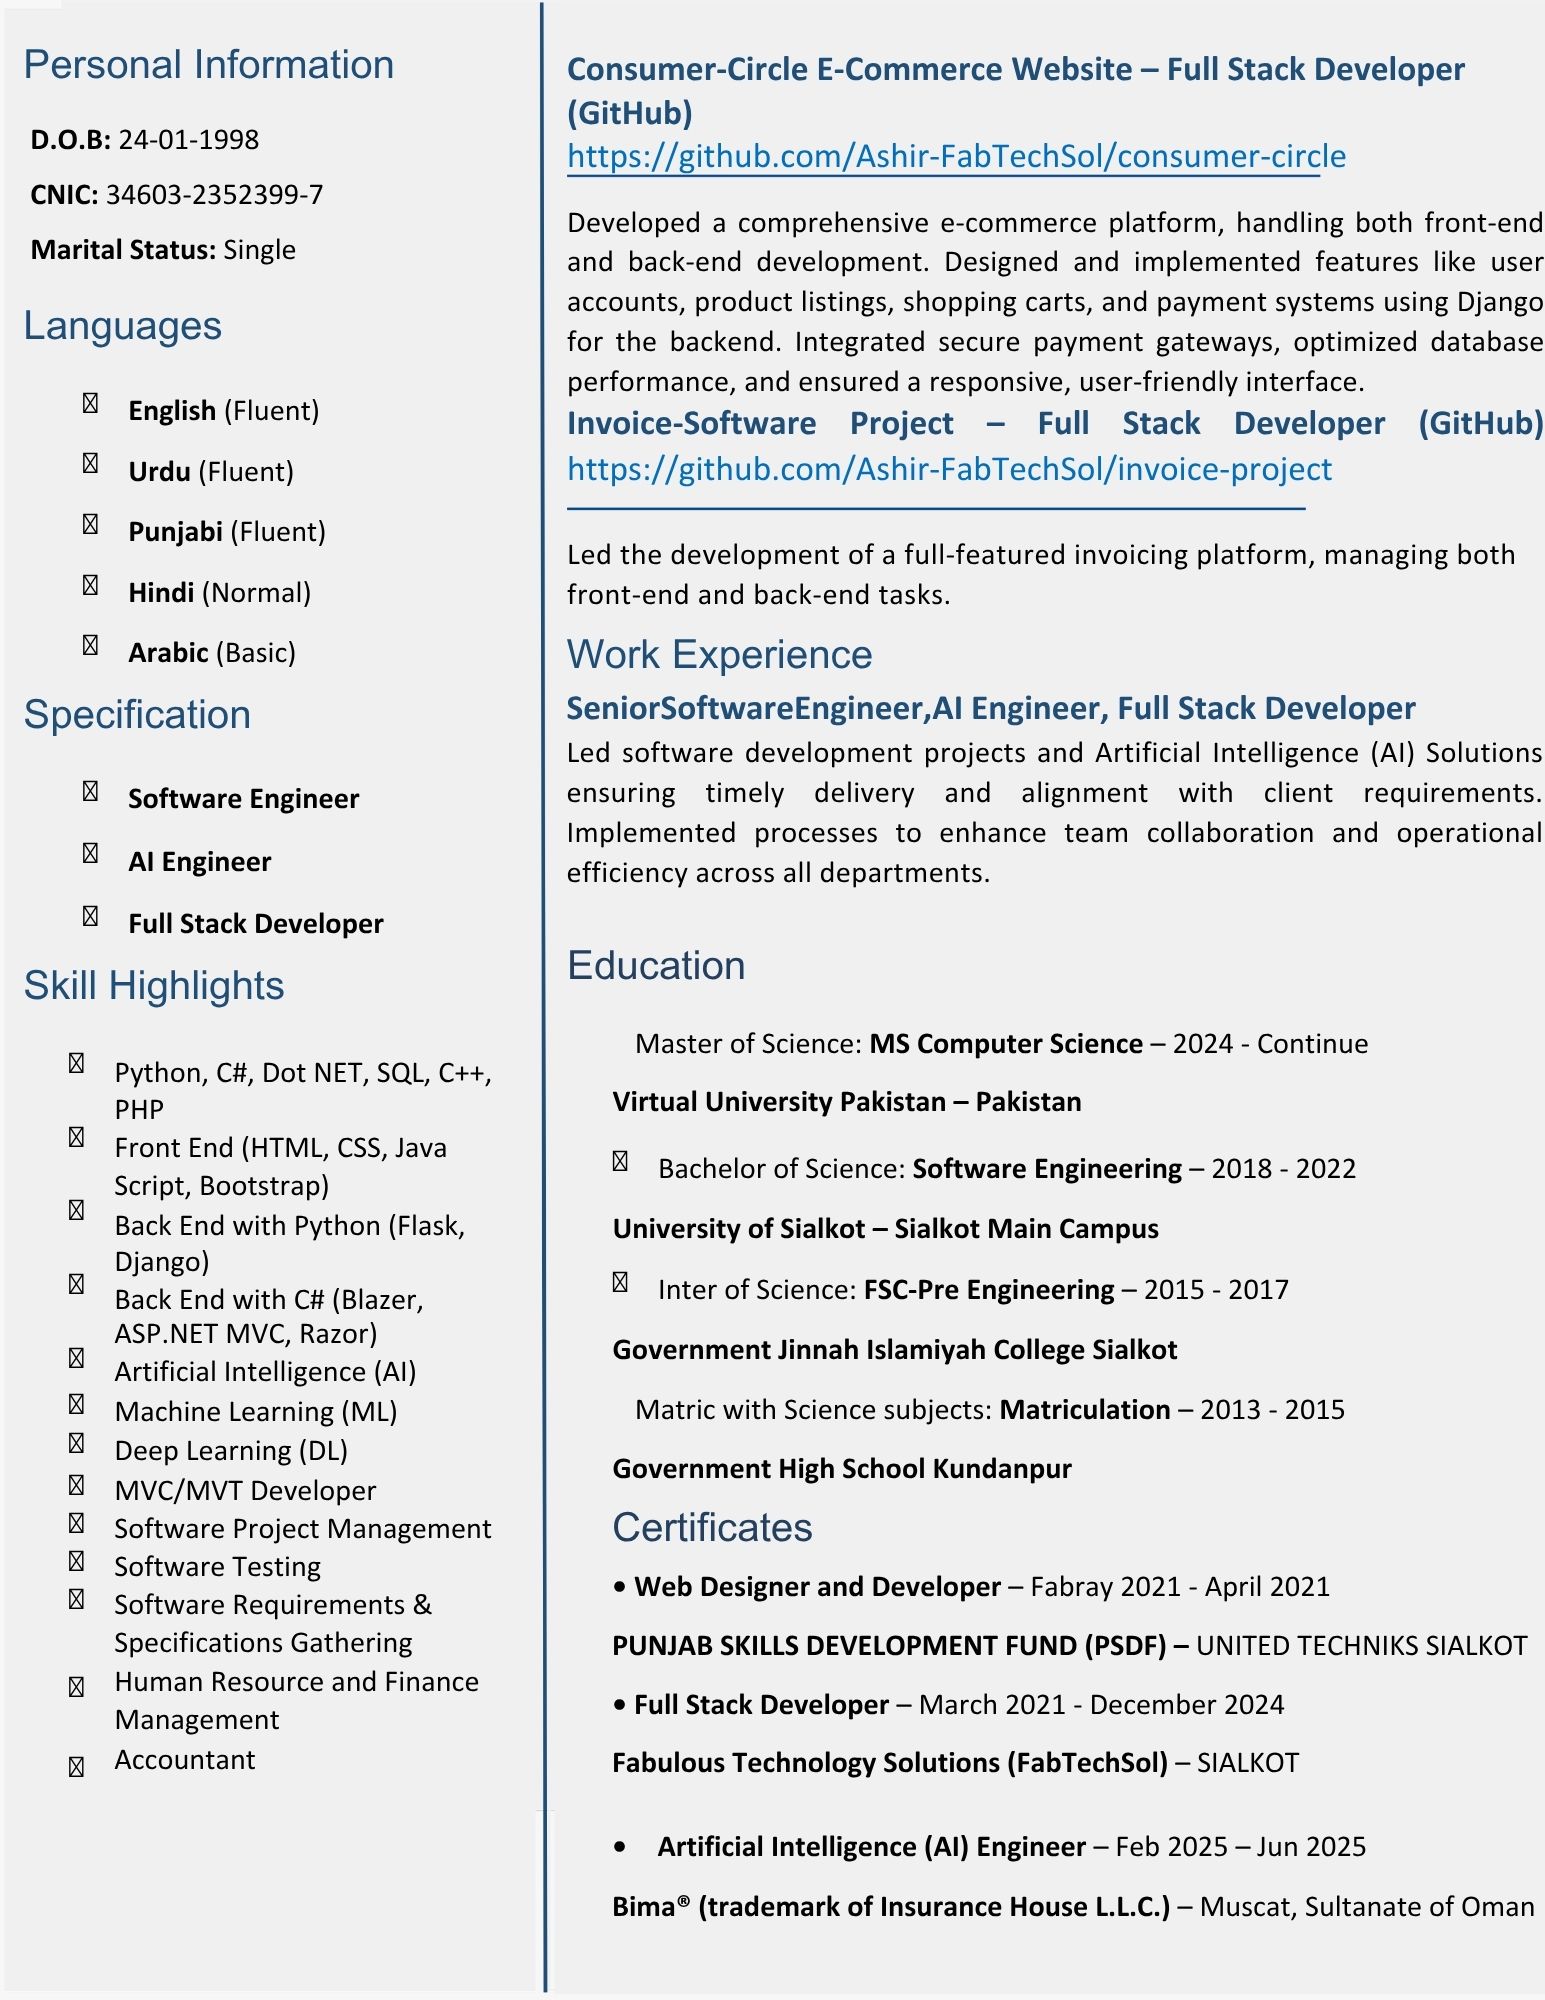 Personal Information
D.O.B: 24-01-1998
CNIC: 34603-2352399-7
Marital Status: Single
Languages
English (Fluent)
Urdu (Fluent)
Punjabi (Fluent)
Hindi (Normal)
Arabic (Basic)
Specification
Software Engineer
AI Engineer
Full Stack Developer
Skill Highlights
Python, C#, Dot NET, SQL, C++,
PHP
Front End (HTML, CSS, Java
Script, Bootstrap)
Back End with Python (Flask,
Django)
Back End with C# (Blazer,
ASP.NET MVC, Razor)
Artificial Intelligence (AI)
Machine Learning (ML)
Deep Learning (DL)
MVC/MVT Developer
Software Project Management
Software Testing
Software Requirements &
Specifications Gathering
Human Resource and Finance
Management
Accountant
Consumer-Circle E-Commerce Website – Full Stack Developer
(GitHub)
https://github.com/Ashir-FabTechSol/consumer-circle
Developed a comprehensive e-commerce platform, handling both front-end
and back-end development. Designed and implemented features like user
accounts, product listings, shopping carts, and payment systems using Django
for the backend. Integrated secure payment gateways, optimized database
performance, and ensured a responsive, user-friendly interface.
Invoice-Software Project – Full Stack Developer (GitHub)
https://github.com/Ashir-FabTechSol/invoice-project
Led the development of a full-featured invoicing platform, managing both
front-end and back-end tasks.
Work Experience
SeniorSoftwareEngineer,AI Engineer, Full Stack Developer
Led software development projects and Artificial Intelligence (AI) Solutions
ensuring timely delivery and alignment with client requirements.
Implemented processes to enhance team collaboration and operational
efficiency across all departments.
Education
Master of Science: MS Computer Science – 2024 - Continue
Virtual University Pakistan – Pakistan
Bachelor of Science: Software Engineering – 2018 - 2022
University of Sialkot – Sialkot Main Campus
Inter of Science: FSC-Pre Engineering – 2015 - 2017
Government Jinnah Islamiyah College Sialkot
Matric with Science subjects: Matriculation – 2013 - 2015
Government High School Kundanpur
Certificates
• Web Designer and Developer – Fabray 2021 - April 2021
PUNJAB SKILLS DEVELOPMENT FUND (PSDF) – UNITED TECHNIKS SIALKOT
• Full Stack Developer – March 2021 - December 2024
Fabulous Technology Solutions (FabTechSol) – SIALKOT
• Artificial Intelligence (AI) Engineer – Feb 2025 – Jun 2025
Bima® (trademark of Insurance House L.L.C.) – Muscat, Sultanate of Oman